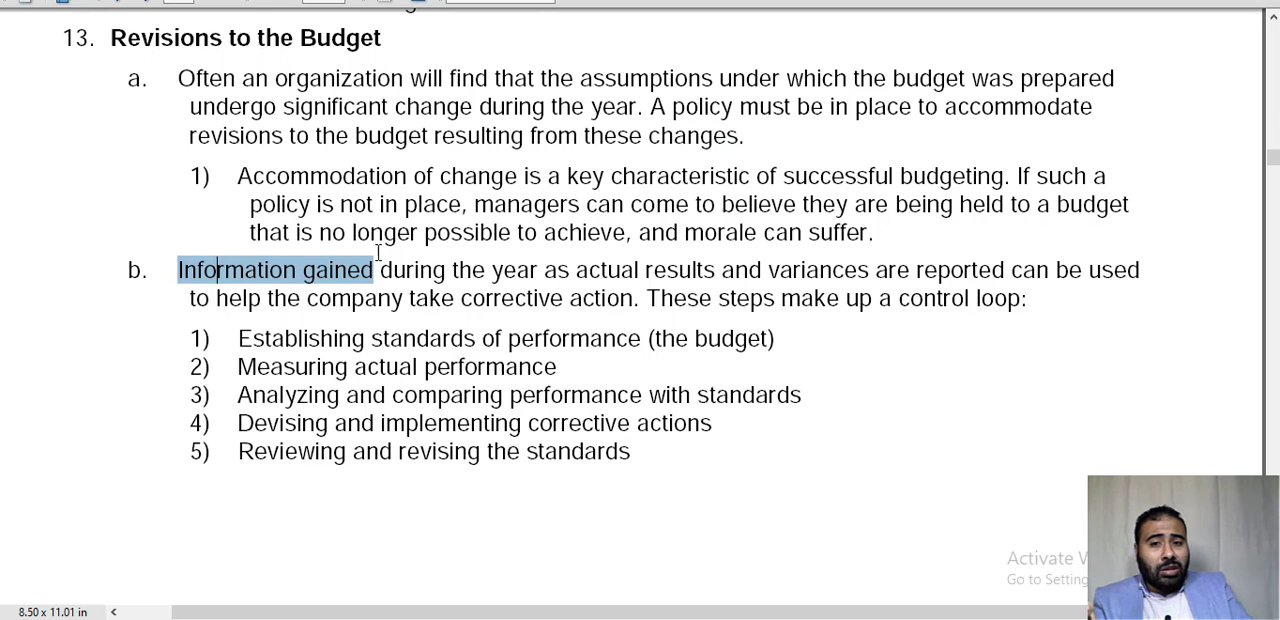 13. Revisions to the Budget
a. Often an organization will find that the assumptions under which the budget was prepared
undergo significant change during the year. A policy must be in place to accommodate
revisions to the budget resulting from these changes.
1) Accommodation of change is a key characteristic of successful budgeting. If such a
policy is not in place, managers can come to believe they are being held to a budget
that is no longer possible to achieve, and morale can suffer.
b. Information gained during the year as actual results and variances are reported can be used
to help the company take corrective action. These steps make up a control loop:
1) Establishing standards of performance (the budget)
2) Measuring actual performance
3) Analyzing and comparing performance with standards
4) Devising and implementing corrective actions
5) Reviewing and revising the standards
Activate
Go to Setting
8.50 x 11.01 in